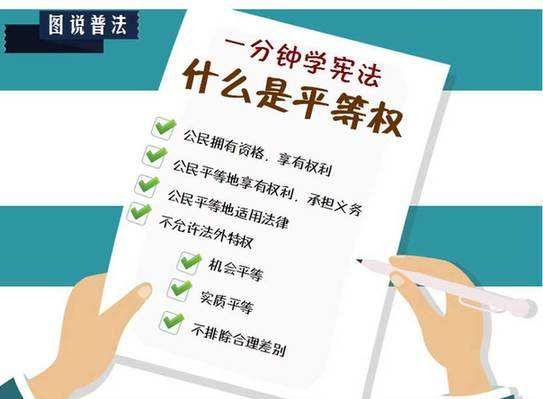 图说普法
一分钟学宪法
什么是平等权
公民拥有资格，享有权利
公民平等地享有权利，承担义务
公民平等地适用法律
不允许法外特权
机会平等
实质平等
不排除合理差别